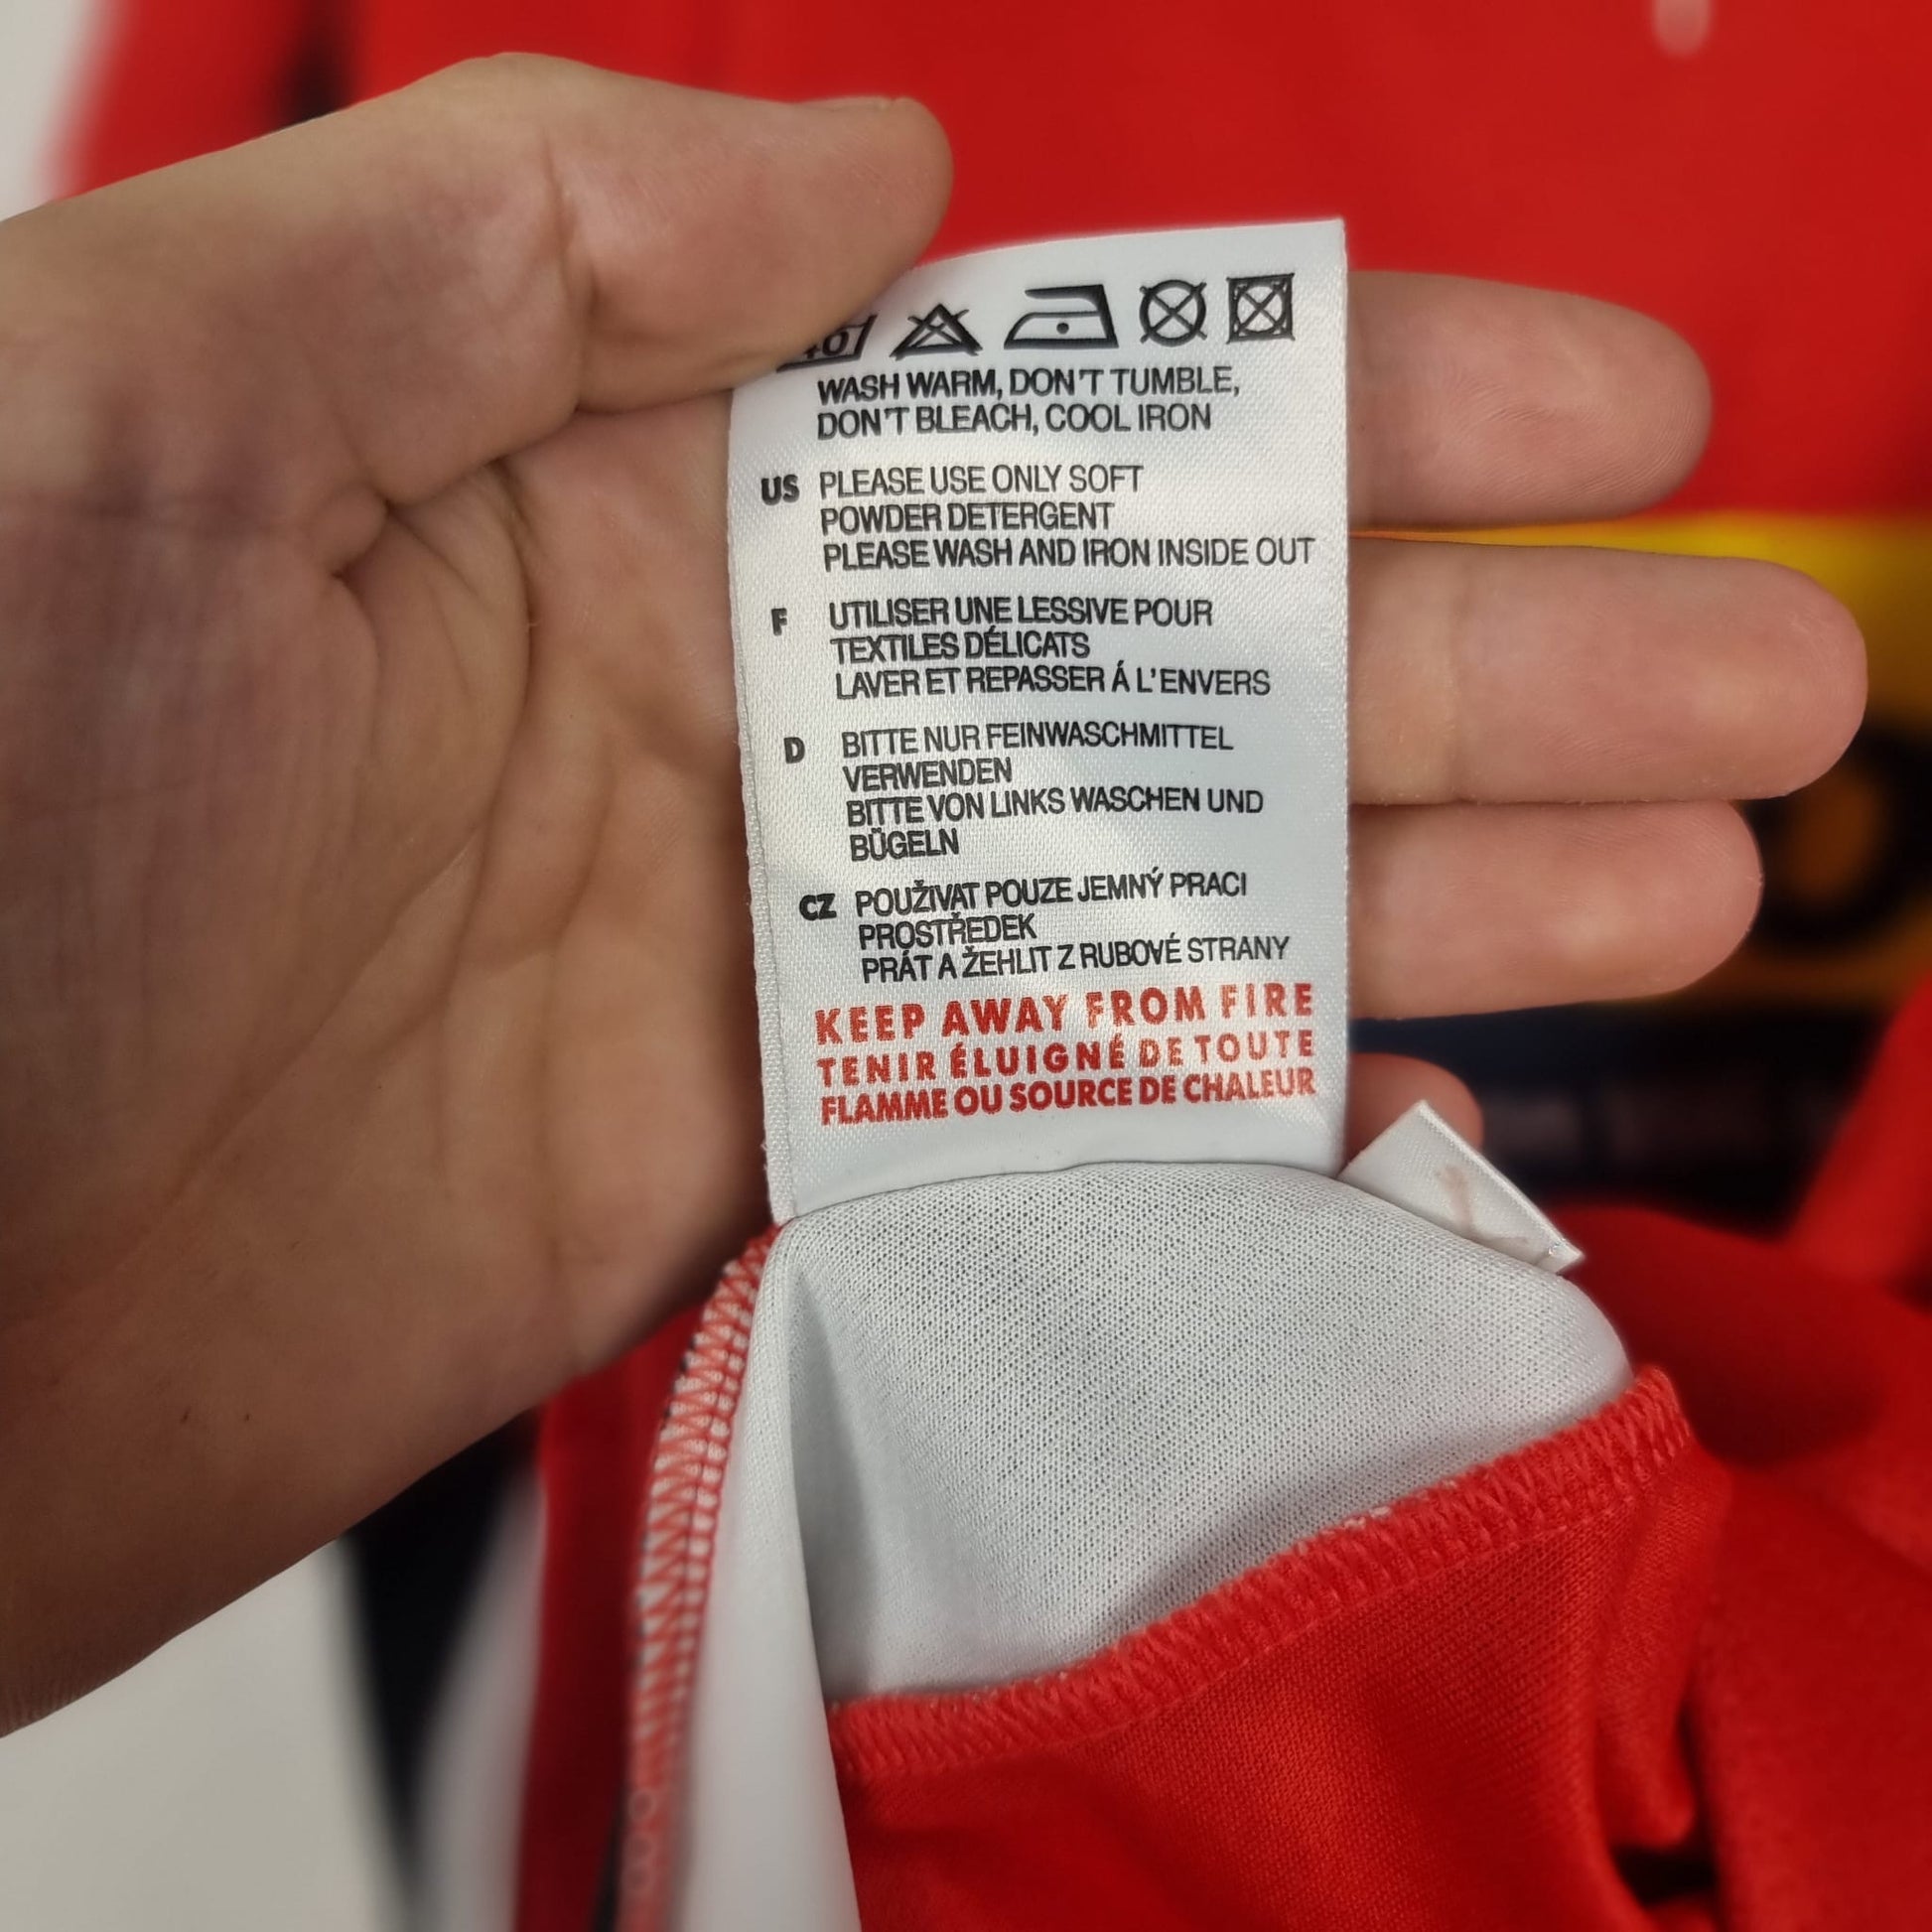 40
WASH WARM, DON'T TUMBLE,
DON'T BLEACH, COOL IRON
US PLEASE USE ONLY SOFT
POWDER DETERGENT
PLEASE WASH AND IRON INSIDE OUT
F UTILISER UNE LESSIVE POUR
TEXTILES DÉLICATS
LAVER ET REPASSER Á L'ENVERS
D BITTE NUR FEINWASCHMITTEL
VERWENDEN
BITTE VON LINKS WASCHEN UND
BÜGELN
CZ POUŽIVAT POUZE JEMNÝ PRACI
PROSTŘEDEK
PRÁT A ŽEHLIT Z RUBOVÉ STRANY
KEEP AWAY FROM FIRE
TENIR ÉLUIGNÉ DE TOUTE
FLAMME OU SOURCE DE CHALEUR